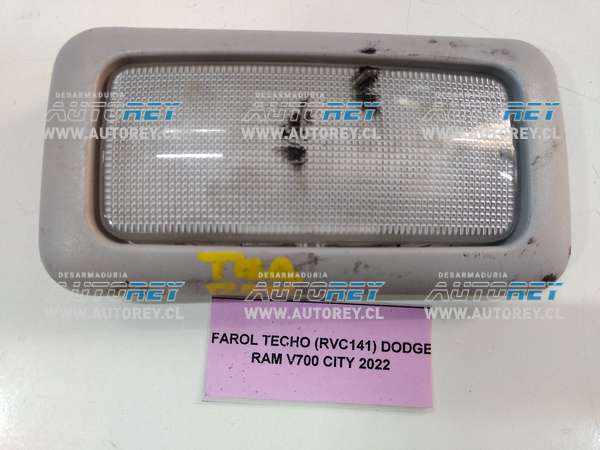 DESARMADURIA DESARMADURIA DESARMADURIA
AUTOREY AUTOREY AUTOREY
WWW.AUTOREY.CL WWW.AUTOREY.CL WWW.AUTOREY.CL
DESARMADURIA DESARMADURIA DESARMADURIA
AUTOREY AUTOREY AUTOREY
WWW.AUTOREY.CL WWW.AUTOREY.CL WWW.AUTOREY.CL
FAROL TECHO (RVC141) DODGE
RAM V700 CITY 2022